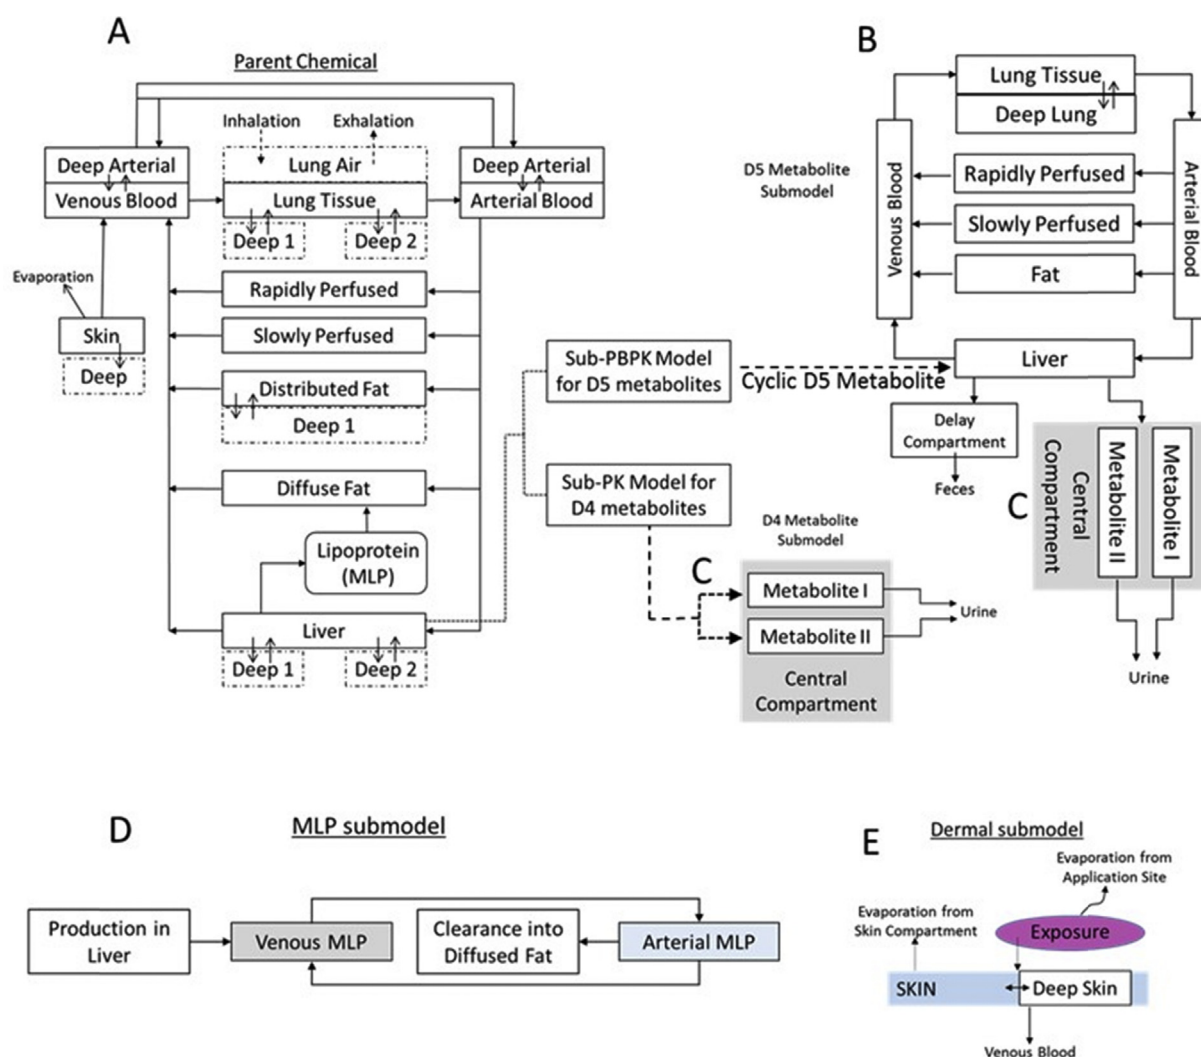 A
Parent Chemical
Inhalation
Exhalation
Deep Arterial
Venous Blood
Lung Air
Lung Tissue
Deep 1
Deep 2
Deep Arterial
Arterial Blood
Evaporation
Skin
Deep
Rapidly Perfused
Slowly Perfused
Distributed Fat
Deep 1
Diffuse Fat
Lipoprotein
(MLP)
Liver
Deep 1
Deep 2
Sub-PBPK Model
for D5 metabolites
Cyclic D5 Metabolite
Sub-PK Model for
D4 metabolites
B
D5 Metabolite
Submodel
Lung Tissue
Deep Lung
Venous Blood
Arterial Blood
Rapidly Perfused
Slowly Perfused
Fat
Liver
Delay
Compartment
Feces
C
Central
Compartment
Metabolite II
Metabolite I
Urine
D4 Metabolite
Submodel
C
Metabolite I
Metabolite II
Central
Compartment
Urine
D
MLP submodel
Production in
Liver
Venous MLP
Clearance into
Diffused Fat
Arterial MLP
E
Dermal submodel
Evaporation from
Application Site
Evaporation from
Skin Compartment
Exposure
SKIN
Deep Skin
Venous Blood